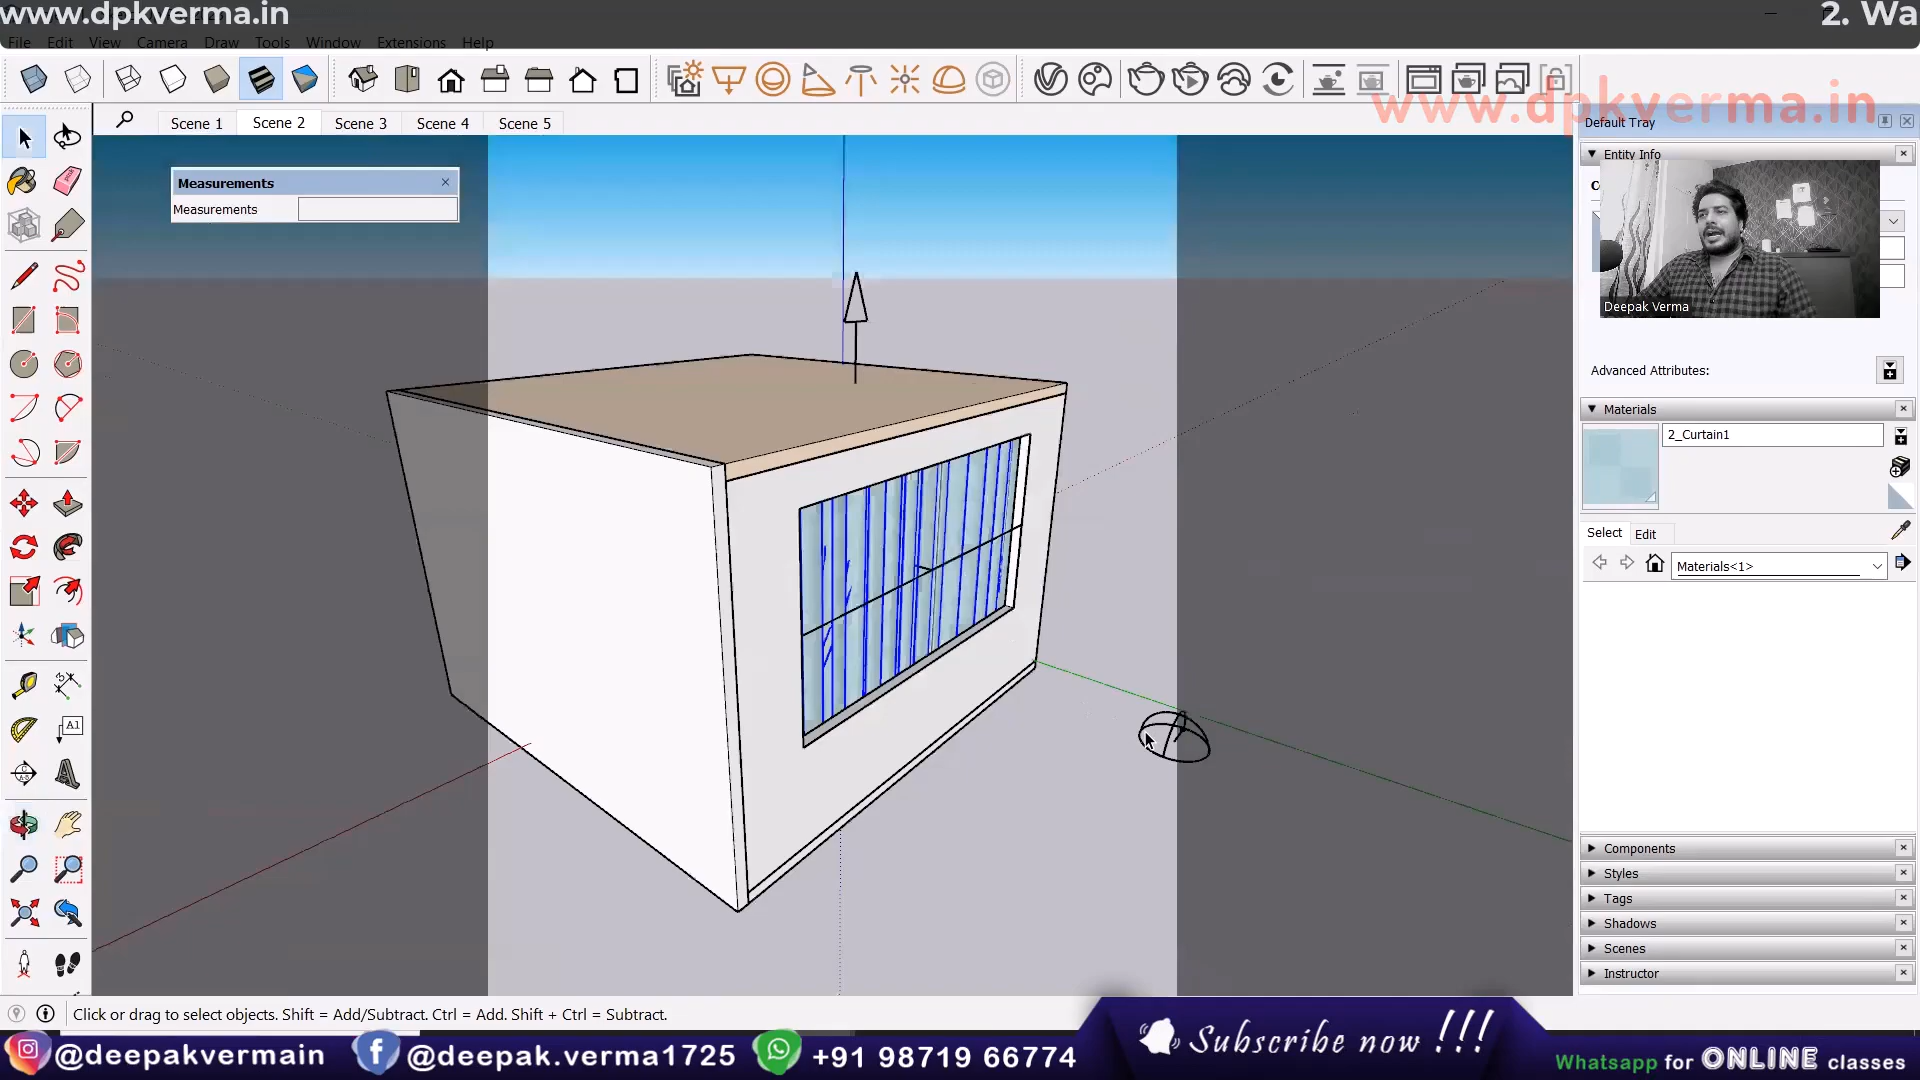 www.dpkverma.in
2. Wa
File Edit View Camera Draw Tools Window Extensions Help
www.dpkverma.in
Scene 1 Scene 2 Scene 3 Scene 4 Scene 5
Default Tray
Measurements
Measurements
Entity Info
Deepak Verma
Advanced Attributes:
Materials
2_Curtain1
Select Edit
Materials<1>
A1
Components
Styles
Tags
Shadows
Scenes
Instructor
Click or drag to select objects. Shift = Add/Subtract. Ctrl = Add. Shift + Ctrl = Subtract.
Subscribe now !!!
@deepakvermain @deepak.verma1725 +91 98719 66774
Whatsapp for ONLINE classes